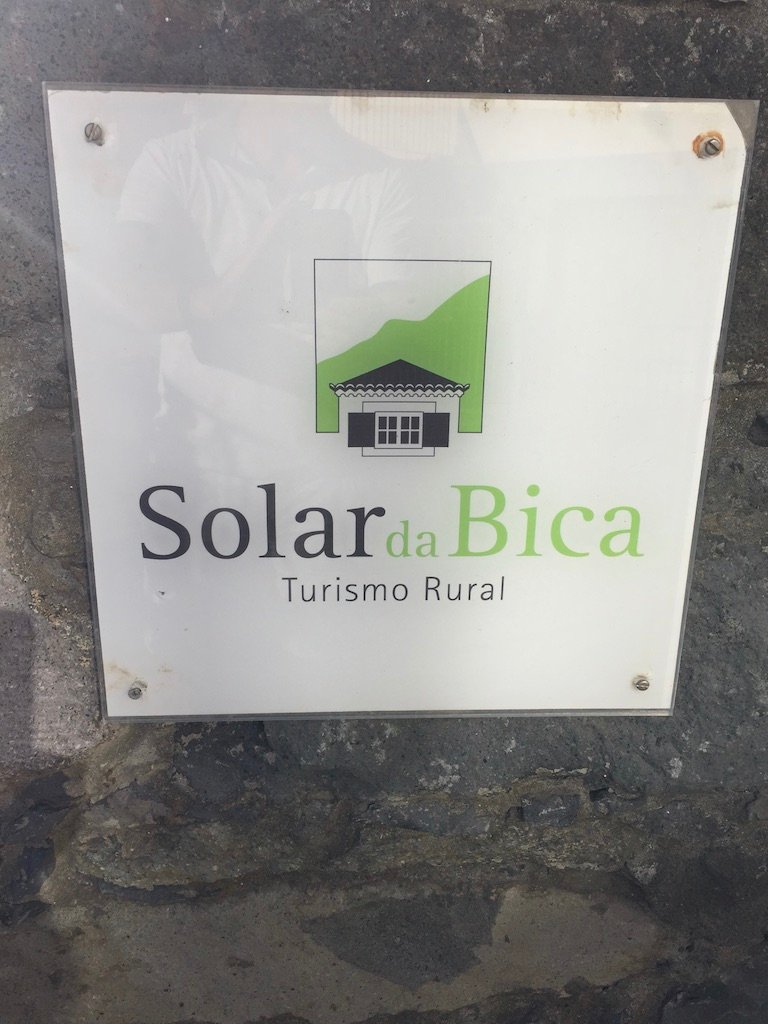 Solar da Bica
Turismo Rural